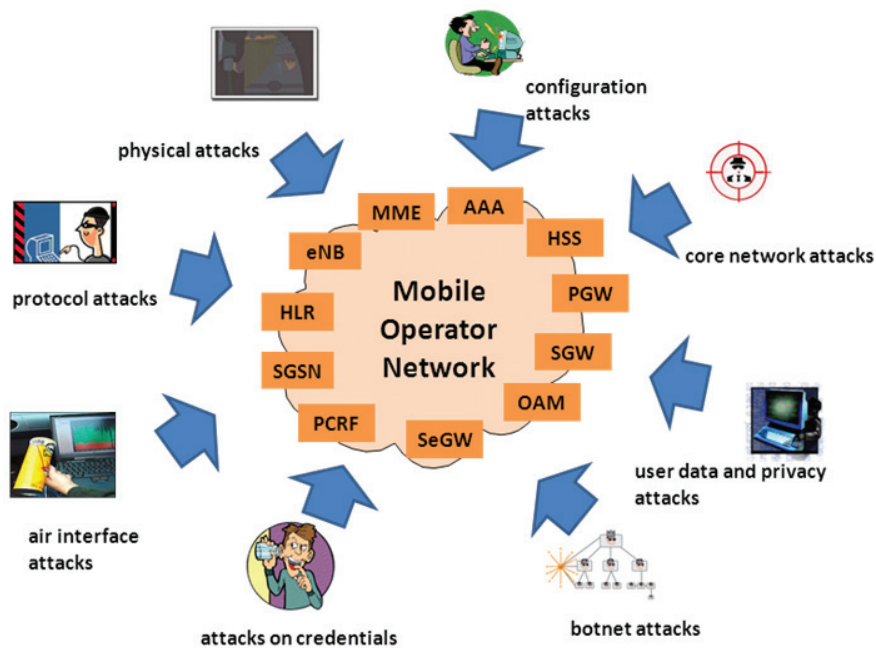 configuration
attacks
physical attacks
MME
AAA
eNB
HSS
core network attacks
protocol attacks
HLR
Mobile
Operator
Network
PGW
SGSN
SGW
PCRF
SeGW
OAM
user data and privacy
attacks
air interface
attacks
attacks on credentials
botnet attacks